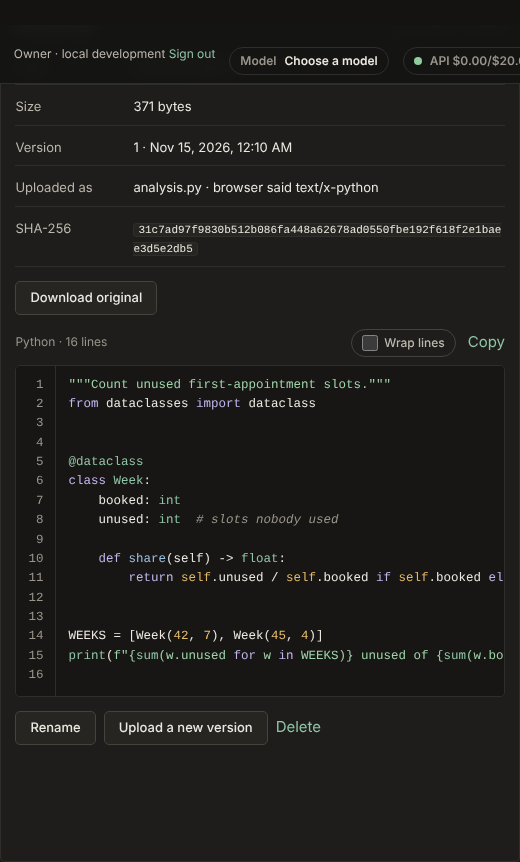 Owner · local development Sign out
Model Choose a model
API $0.00/$20.
Size 371 bytes
Version 1 · Nov 15, 2026, 12:10 AM
Uploaded as analysis.py · browser said text/x-python
SHA-256 31c7ad97f9830b512b086fa448a62678ad0550fbe192f618f2e1bae
e3d5e2db5
Download original
Python · 16 lines
Wrap lines
Copy
1 """Count unused first-appointment slots."""
2 from dataclasses import dataclass
3
4
5 @dataclass
6 class Week:
7     booked: int
8     unused: int  # slots nobody used
9
10     def share(self) -> float:
11         return self.unused / self.booked if self.booked el
12
13
14 WEEKS = [Week(42, 7), Week(45, 4)]
15 print(f"{sum(w.unused for w in WEEKS)} unused of {sum(w.bo
16
Rename
Upload a new version
Delete